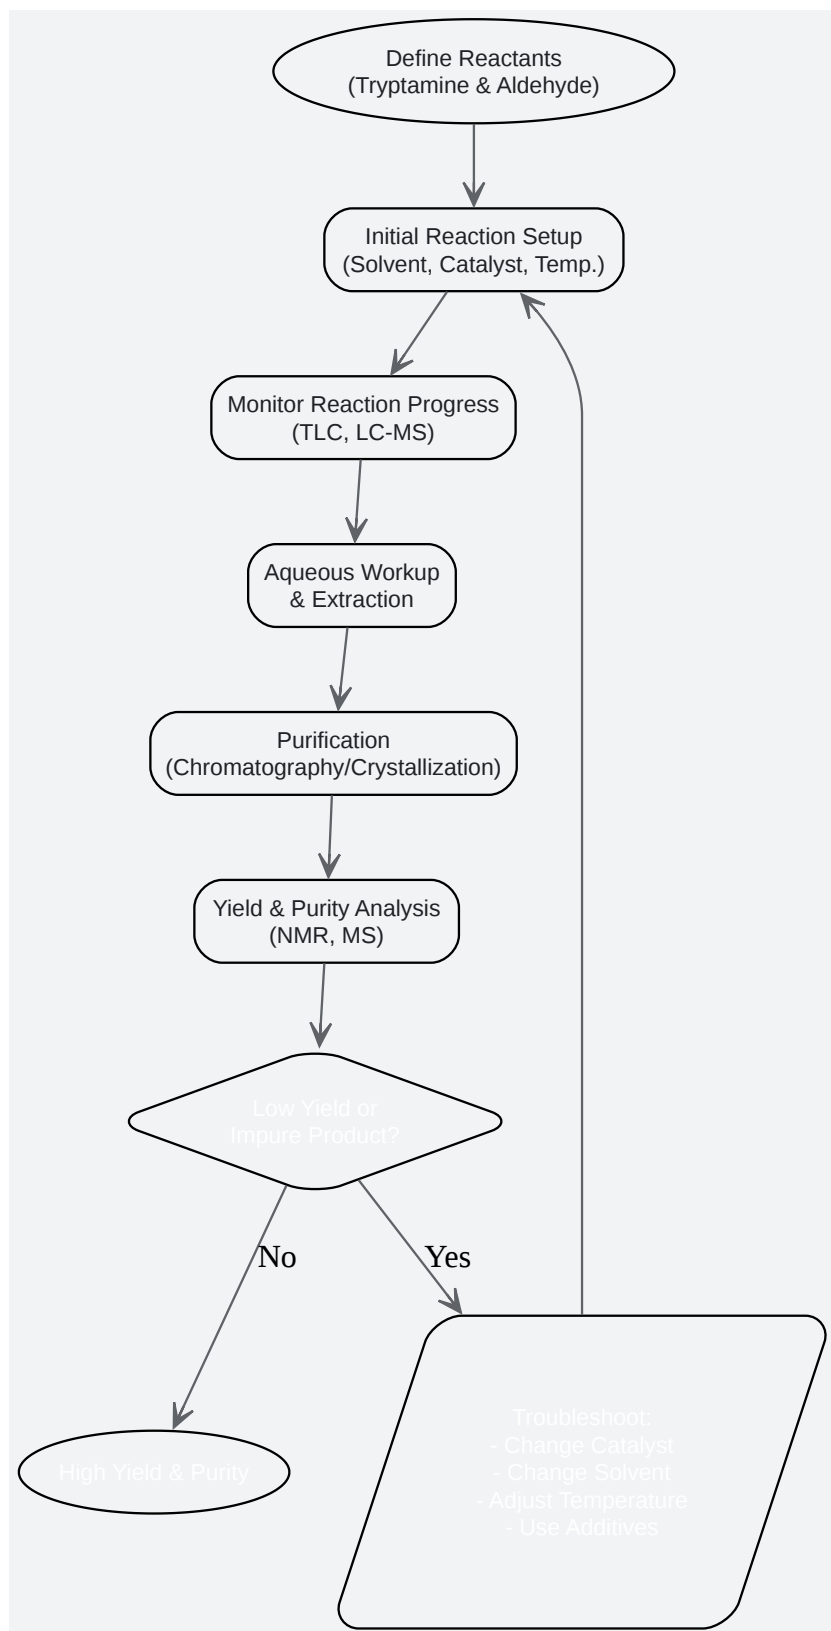 Define Reactants
(Tryptamine & Aldehyde)
Initial Reaction Setup
(Solvent, Catalyst, Temp.)
Monitor Reaction Progress
(TLC, LC-MS)
Aqueous Workup
& Extraction
Purification
(Chromatography/Crystallization)
Yield & Purity Analysis
(NMR, MS)
Low Yield or
Impure Product?
No
Yes
High Yield & Purity
Troubleshoot:
- Change Catalyst
- Change Solvent
- Adjust Temperature
- Use Additives